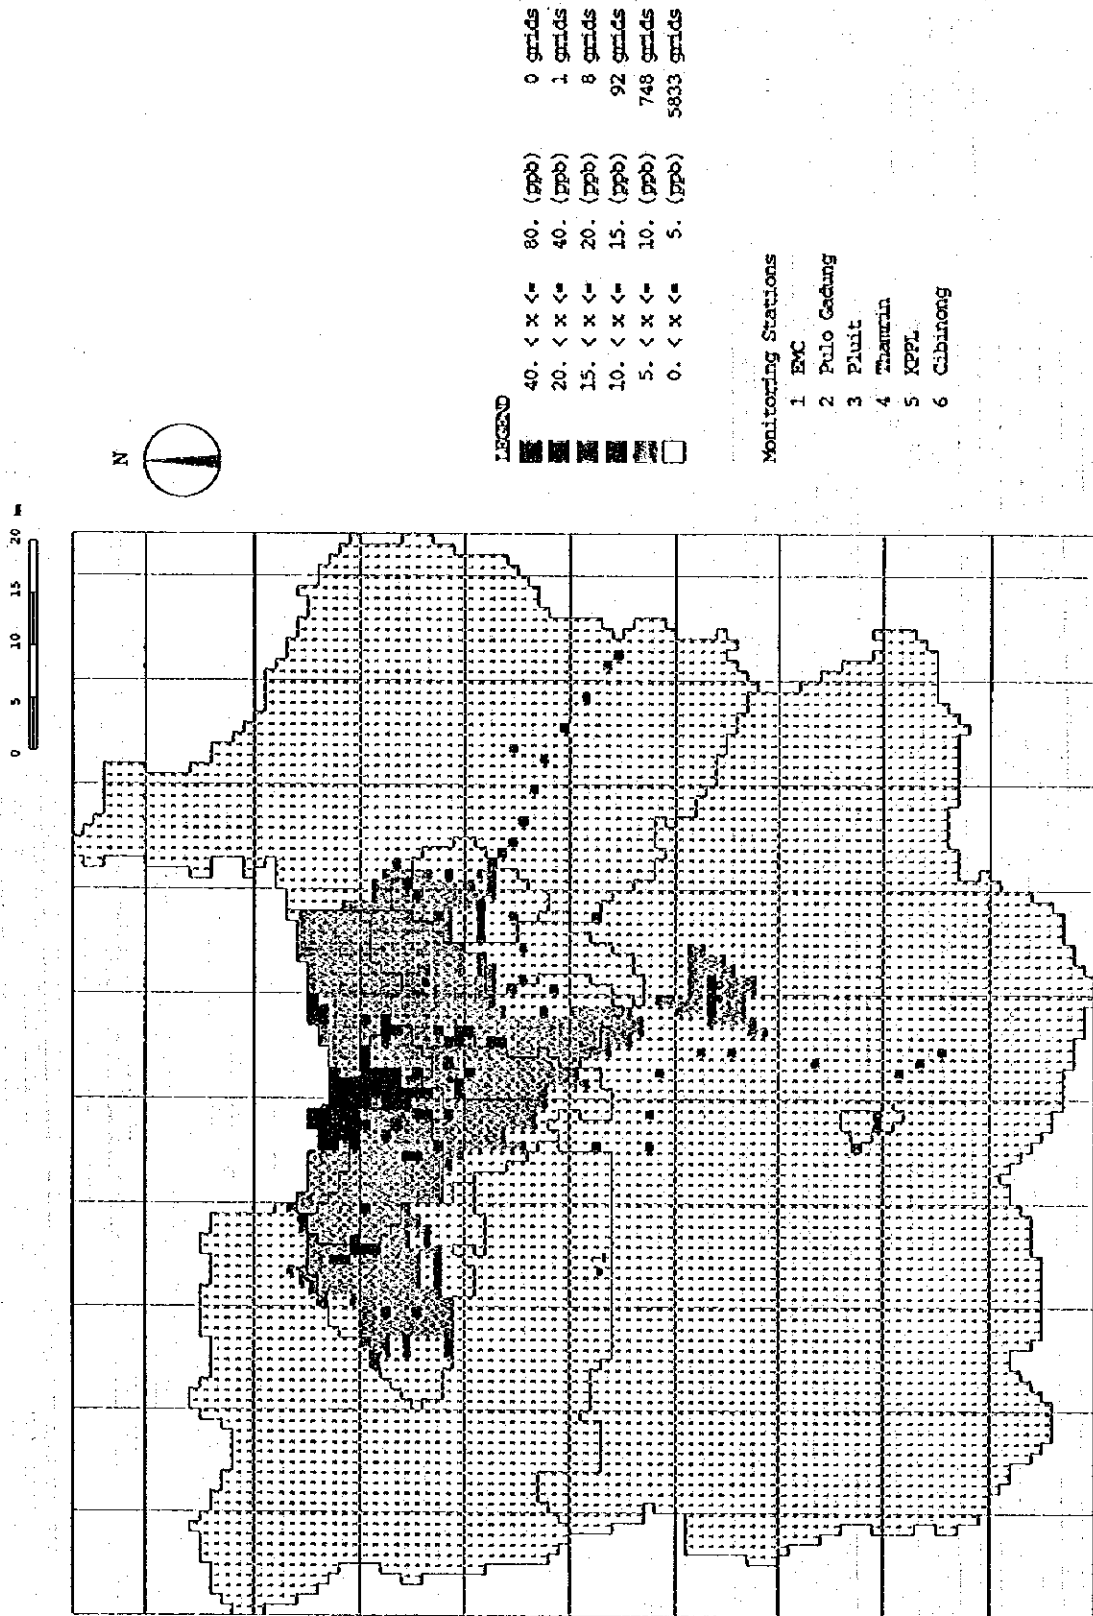 0 5 10 15 20
N
LEGEND
40. < x <= 80. (ppb) 0 grids
20. < x <= 40. (ppb) 1 grids
15. < x <= 20. (ppb) 8 grids
10. < x <= 15. (ppb) 92 grids
5. < x <= 10. (ppb) 748 grids
0. < x <= 5. (ppb) 5833 grids
Monitoring Stations
1 EMC
2 Pulo Gadung
3 Pluit
4 Thamrin
5 KPPL
6 Cibinong